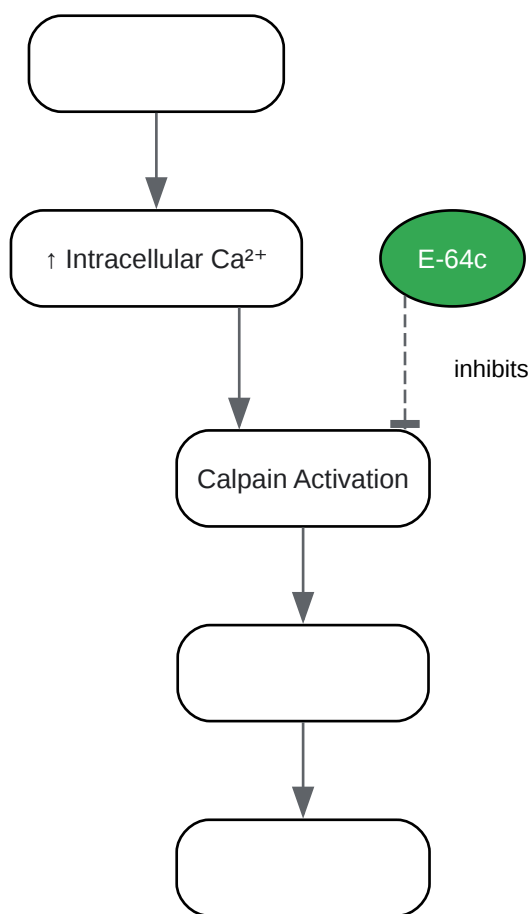 ↑ Intracellular Ca²⁺
E-64c
inhibits
Calpain Activation